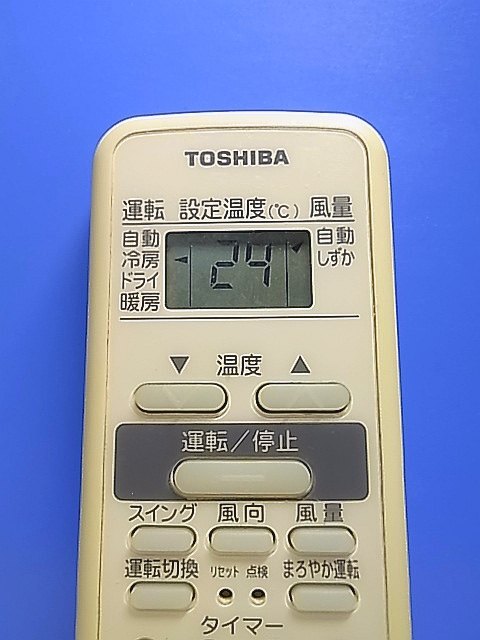 TOSHIBA
運転 設定温度(℃) 風量
自動 自動
冷房 24 しずか
ドライ
暖房
▼ 温度 ▲
運転/停止
スイング 風向 風量
運転切換 リセット 点検 まろやか運転
タイマー